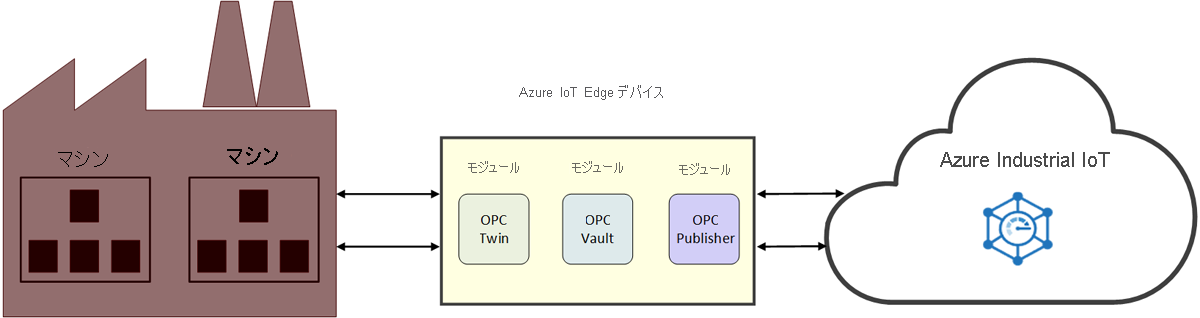 Azure IoT Edge デバイス
マシン
マシン
モジュール
モジュール
モジュール
Azure Industrial IoT
OPC
Twin
OPC
Vault
OPC
Publisher